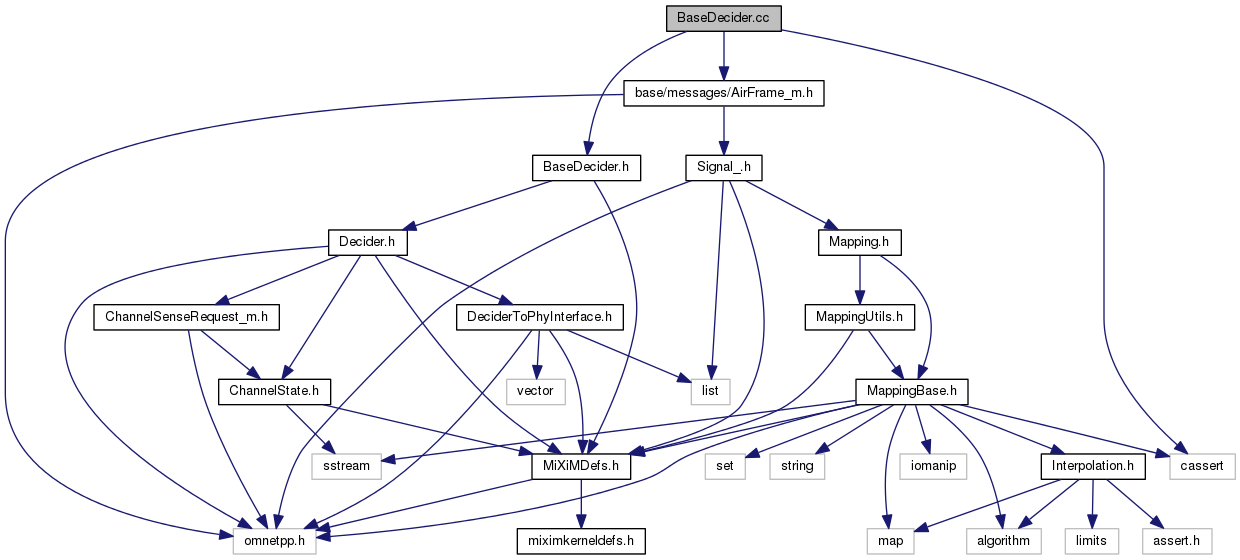 BaseDecider.cc
base/messages/AirFrame_m.h
BaseDecider.h
Signal_.h
Decider.h
Mapping.h
ChannelSenseRequest_m.h
DeciderToPhyInterface.h
MappingUtils.h
ChannelState.h
vector
list
MappingBase.h
sstream
MiXiMDefs.h
set
string
iomanip
Interpolation.h
cassert
omnetpp.h
miximkerneldefs.h
map
algorithm
limits
assert.h